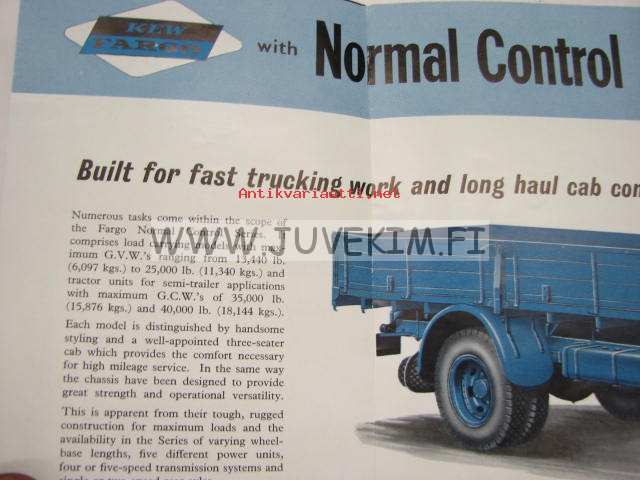 KEW
FARGO
with Normal Control
Built for fast trucking work and long haul cab com
Antikvariaatti.net
WWW.JUVEKIM.FI
Numerous tasks come within the scope of
the Fargo Normal Control Series. It
comprises load carrying models with max-
imum G.V.W.'s ranging from 13,440 lb.
(6,097 kgs.) to 25,000 lb. (11,340 kgs.) and
tractor units for semi-trailer applications
with maximum G.C.W.'s of 35,000 lb.
(15,876 kgs.) and 40,000 lb. (18,144 kgs.).
Each model is distinguished by handsome
styling and a well-appointed three-seater
cab which provides the comfort necessary
for high mileage service. In the same way
the chassis have been designed to provide
great strength and operational versatility.
This is apparent from their tough, rugged
construction for maximum loads and the
availability in the Series of varying wheel-
base lengths, five different power units,
four or five-speed transmission systems and